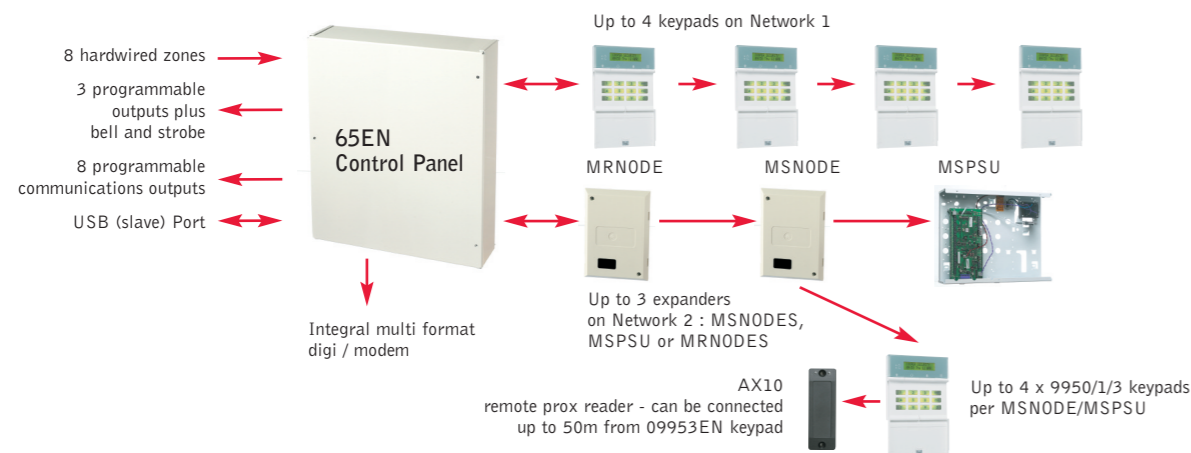 Up to 4 keypads on Network 1
8 hardwired zones
3 programmable
outputs plus
bell and strobe
8 programmable
communications outputs
USB (slave) Port
65EN
Control Panel
MRNODE
MSNODE
MSPSU
Integral multi format
digi / modem
Up to 3 expanders
on Network 2 : MSNODES,
MSPSU or MRNODES
AX10
remote prox reader - can be connected
up to 50m from 09953EN keypad
Up to 4 x 9950/1/3 keypads
per MSNODE/MSPSU